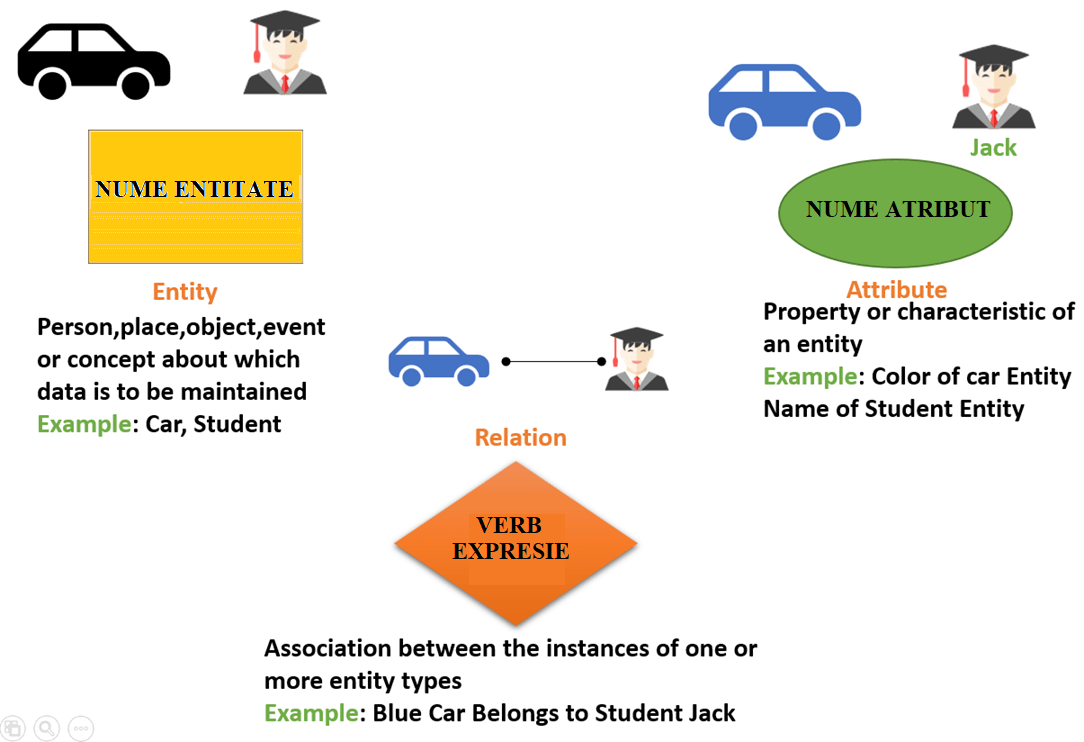 NUME ENTITATE
Entity
Person,place,object,event
or concept about which
data is to be maintained
Example: Car, Student
Jack
NUME ATRIBUT
Attribute
Property or characteristic of
an entity
Example: Color of car Entity
Name of Student Entity
Relation
VERB
EXPRESIE
Association between the instances of one or
more entity types
Example: Blue Car Belongs to Student Jack